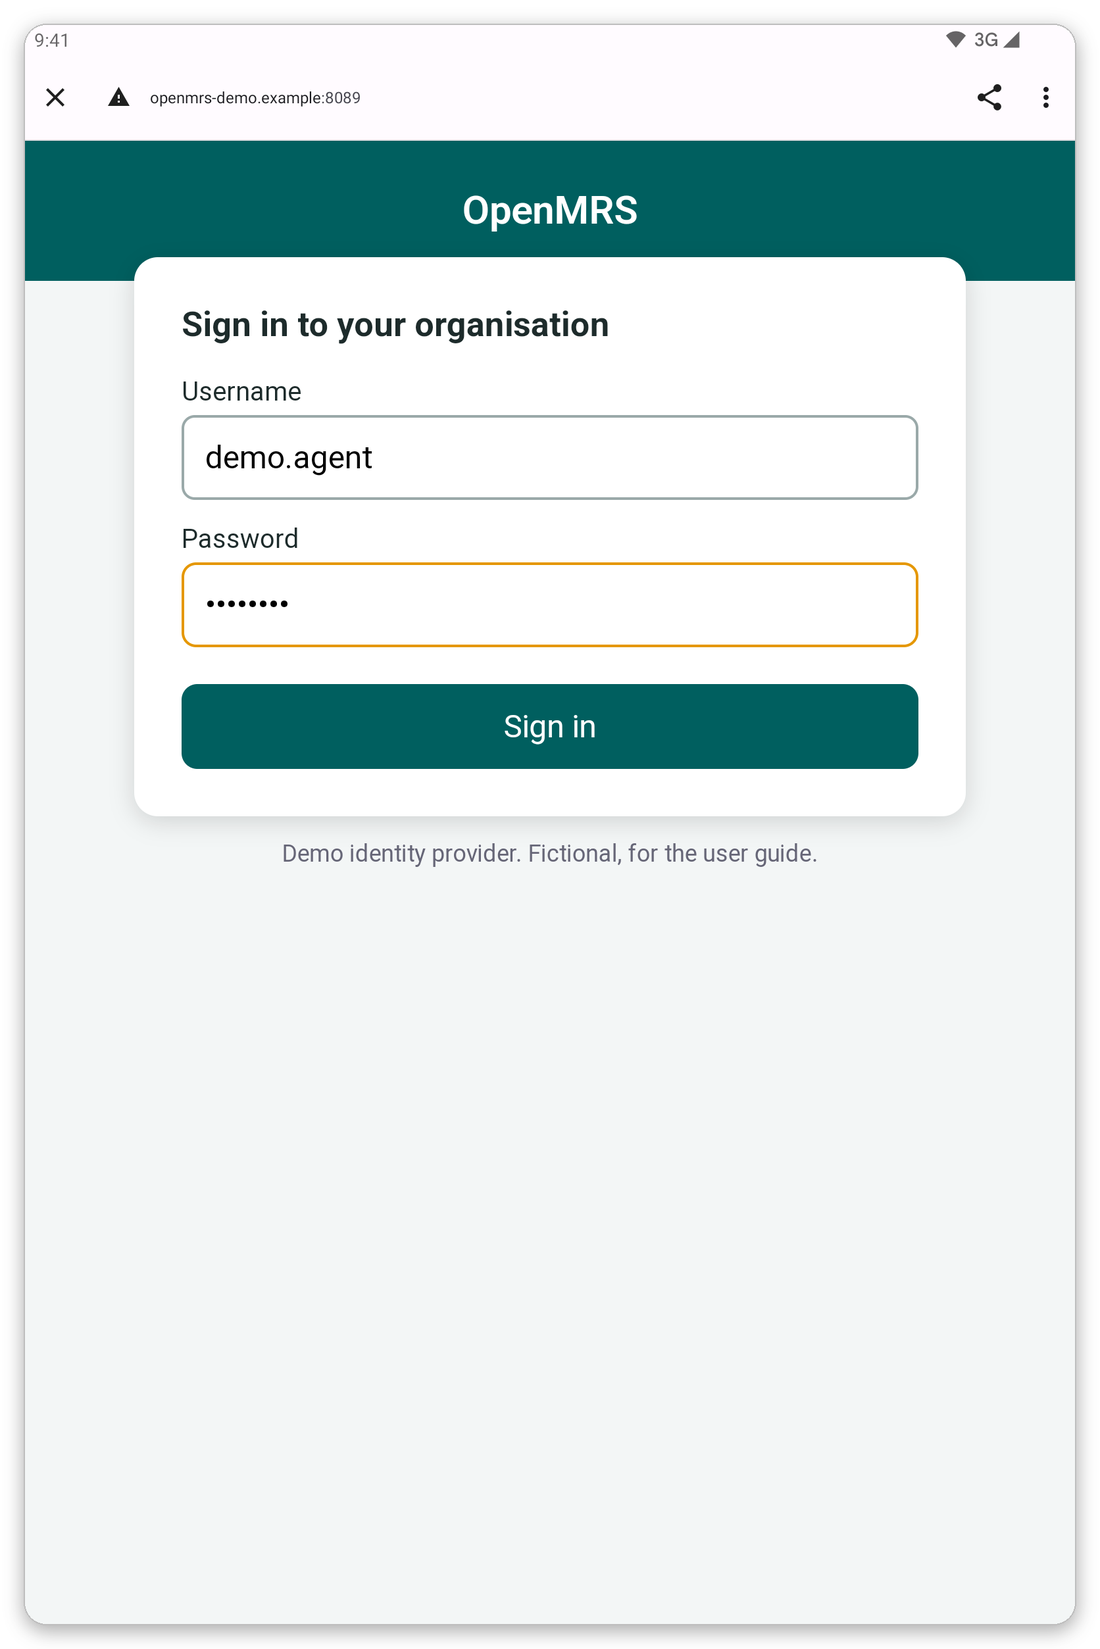 9:41
3G
openmrs-demo.example:8089
OpenMRS
Sign in to your organisation
Username
demo.agent
Password
••••••••
Sign in
Demo identity provider. Fictional, for the user guide.